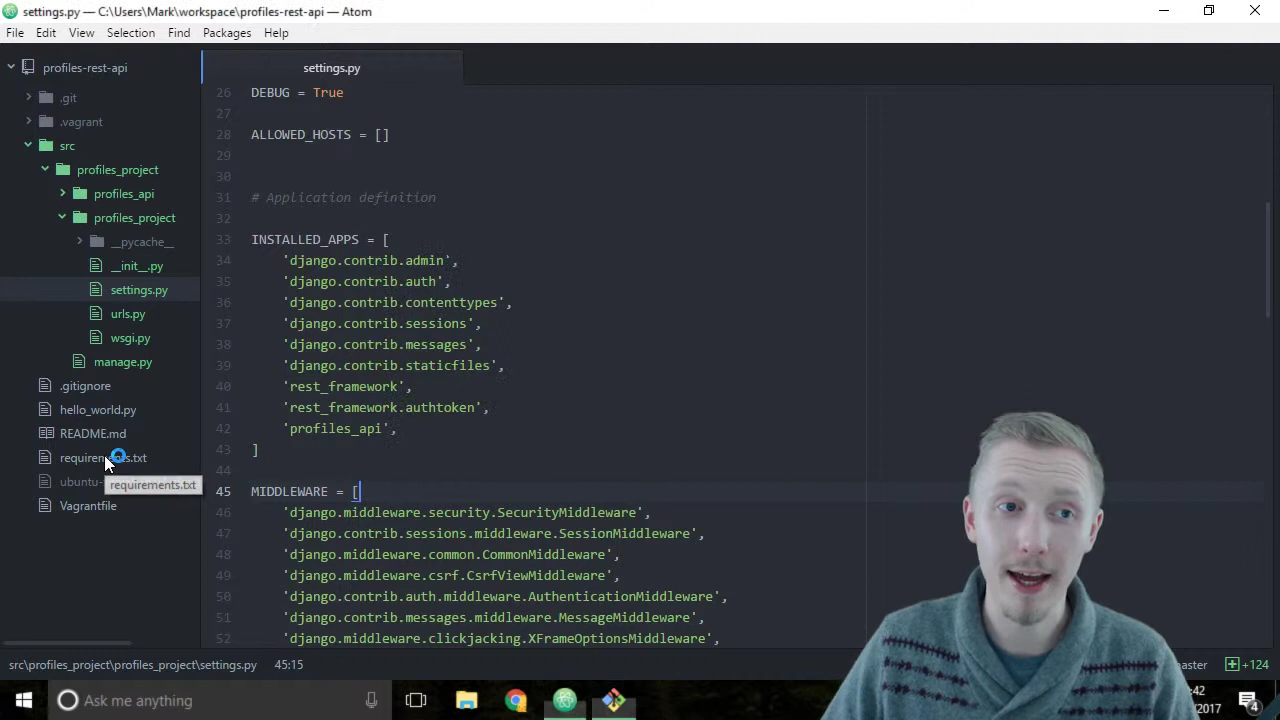 settings.py — C:\Users\Mark\workspace\profiles-rest-api — Atom
File Edit View Selection Find Packages Help
profiles-rest-api
.git
.vagrant
src
profiles_project
profiles_api
profiles_project
__pycache__
__init__.py
settings.py
urls.py
wsgi.py
manage.py
.gitignore
hello_world.py
README.md
requirements.txt
requirements.txt
ubuntu-
Vagrantfile
settings.py
26 DEBUG = True
27
28 ALLOWED_HOSTS = []
29
30
31 # Application definition
32
33 INSTALLED_APPS = [
34 'django.contrib.admin',
35 'django.contrib.auth',
36 'django.contrib.contenttypes',
37 'django.contrib.sessions',
38 'django.contrib.messages',
39 'django.contrib.staticfiles',
40 'rest_framework',
41 'rest_framework.authtoken',
42 'profiles_api',
43 ]
44
45 MIDDLEWARE = [
46 'django.middleware.security.SecurityMiddleware',
47 'django.contrib.sessions.middleware.SessionMiddleware',
48 'django.middleware.common.CommonMiddleware',
49 'django.middleware.csrf.CsrfViewMiddleware',
50 'django.contrib.auth.middleware.AuthenticationMiddleware',
51 'django.contrib.messages.middleware.MessageMiddleware',
52 'django.middleware.clickjacking.XFrameOptionsMiddleware',
src\profiles_project\profiles_project\settings.py 45:15
master +124
Ask me anything
:42
/2017
4